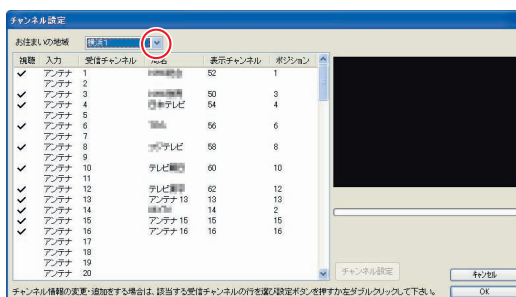 チャンネル設定
お住まいの地域 横浜1
視聴 入力 受信チャンネル 局名 表示チャンネル ポジション
アンテナ 1 52 1
アンテナ 2
アンテナ 3 50 3
アンテナ 4 日本テレビ 54 4
アンテナ 5
アンテナ 6 56 6
アンテナ 7
アンテナ 8 テレビ 58 8
アンテナ 9
アンテナ 10 テレビ 60 10
アンテナ 11
アンテナ 12 テレビ 62 12
アンテナ 13 アンテナ 13 13 13
アンテナ 14 14 2
アンテナ 15 アンテナ 15 15 15
アンテナ 16 アンテナ 16 16 16
アンテナ 17
アンテナ 18
アンテナ 19
アンテナ 20
チャンネル設定
キャンセル
チャンネル情報の変更・追加をする場合は、該当する受信チャンネルの行を選び設定ボタンを押すかをダブルクリックして下さい。
OK